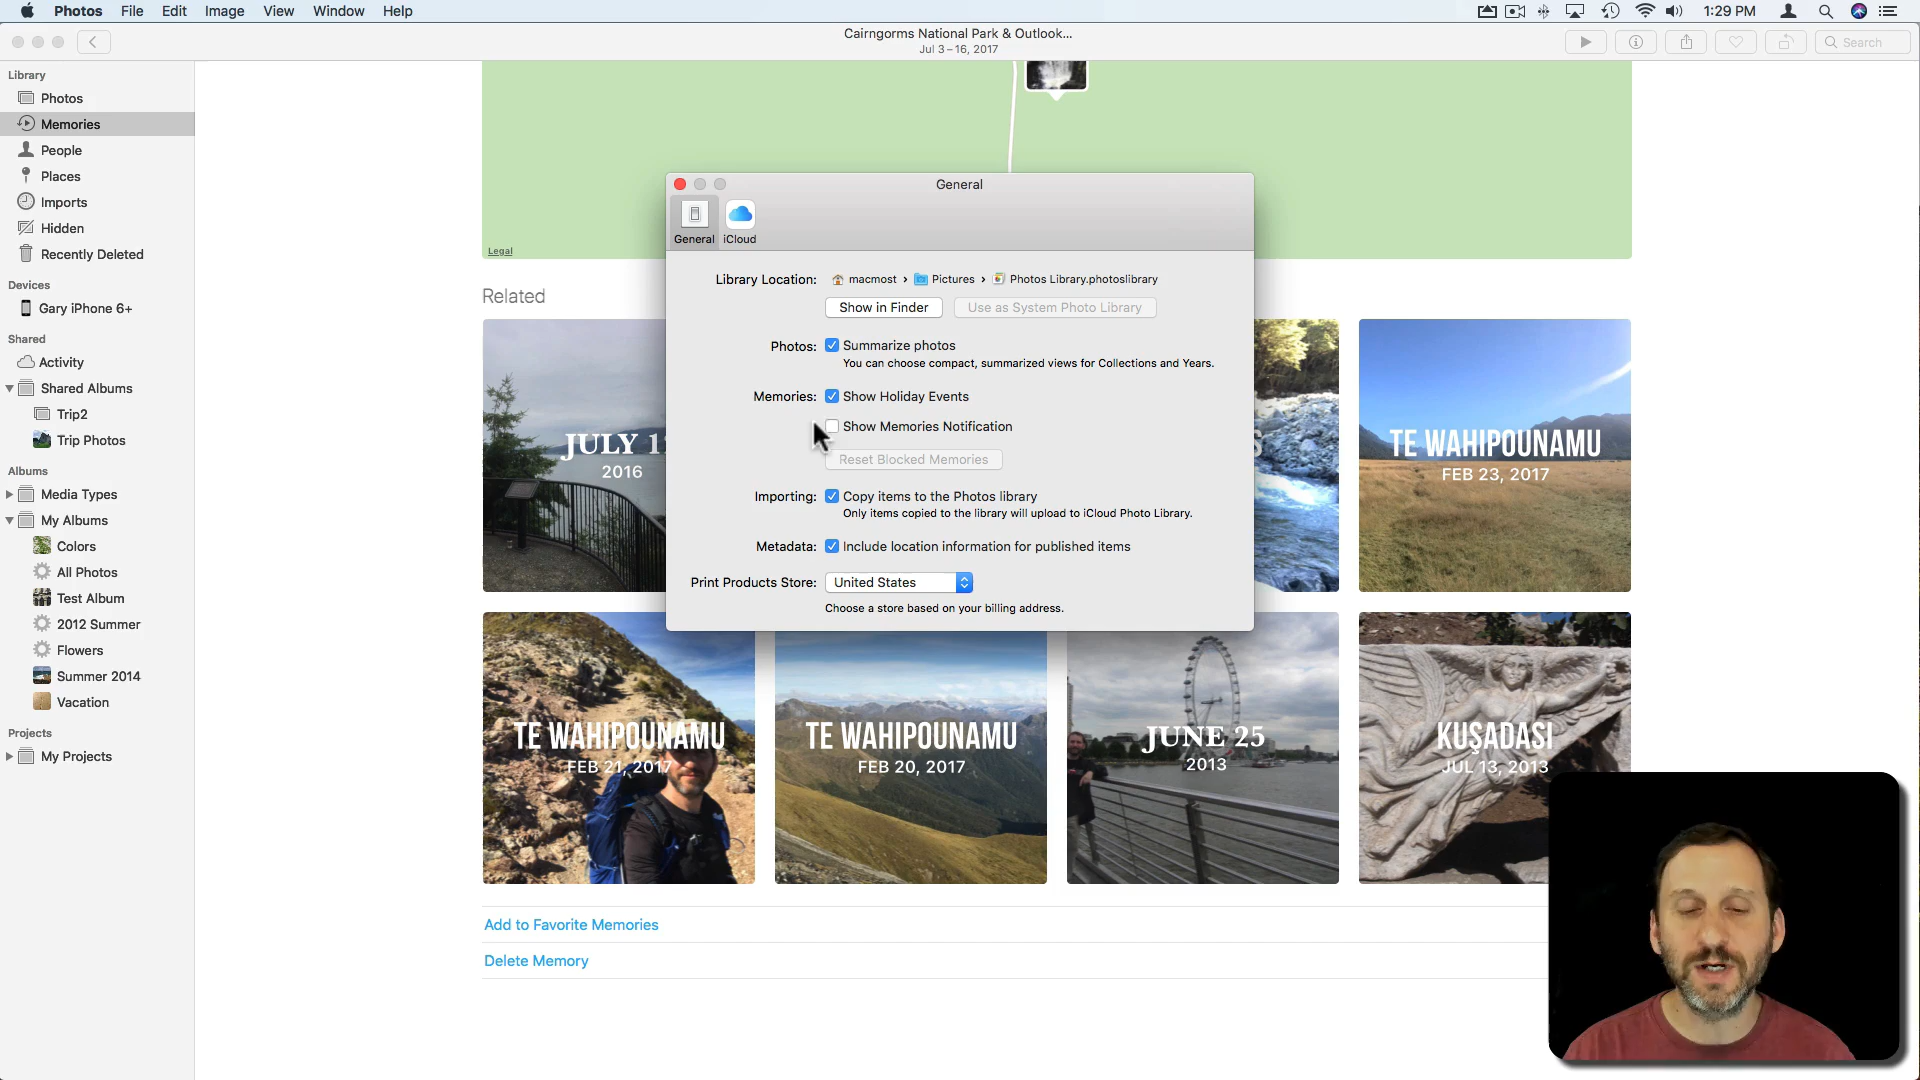 Photos File Edit Image View Window Help 1:29 PM
Cairngorms National Park & Outlook...
Jul 3 – 16, 2017
Search
Library
Photos
Memories
People
Places
Imports
Hidden
Recently Deleted
Devices
Gary iPhone 6+
Shared
Activity
Shared Albums
Trip2
Trip Photos
Albums
Media Types
My Albums
Colors
All Photos
Test Album
2012 Summer
Flowers
Summer 2014
Vacation
Projects
My Projects
Legal
Related
General
General iCloud
Library Location: macmost › Pictures › Photos Library.photoslibrary
Show in Finder Use as System Photo Library
Photos: Summarize photos
You can choose compact, summarized views for Collections and Years.
Memories: Show Holiday Events
Show Memories Notification
Reset Blocked Memories
Importing: Copy items to the Photos library
Only items copied to the library will upload to iCloud Photo Library.
Metadata: Include location information for published items
Print Products Store: United States
Choose a store based on your billing address.
JULY 1
2016
TE WAHIPOUNAMU
FEB 23, 2017
TE WAHIPOUNAMU
FEB 21, 2017
TE WAHIPOUNAMU
FEB 20, 2017
JUNE 25
2013
KUŞADASI
JUL 13, 2013
Add to Favorite Memories
Delete Memory